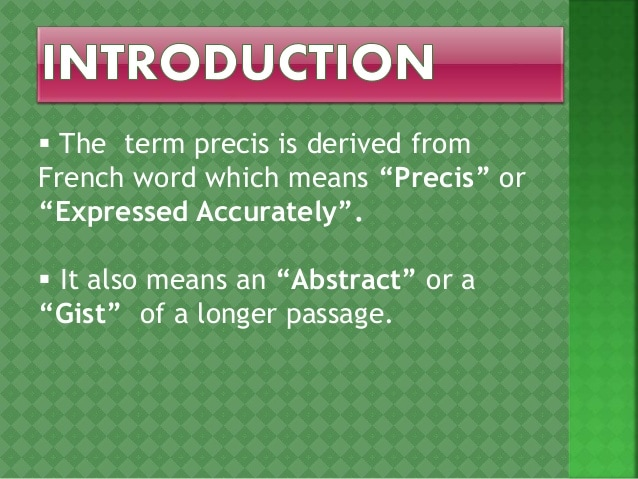 INTRODUCTION
▪ The term precis is derived from
French word which means “Precis” or
“Expressed Accurately”.
▪ It also means an “Abstract” or a
“Gist” of a longer passage.